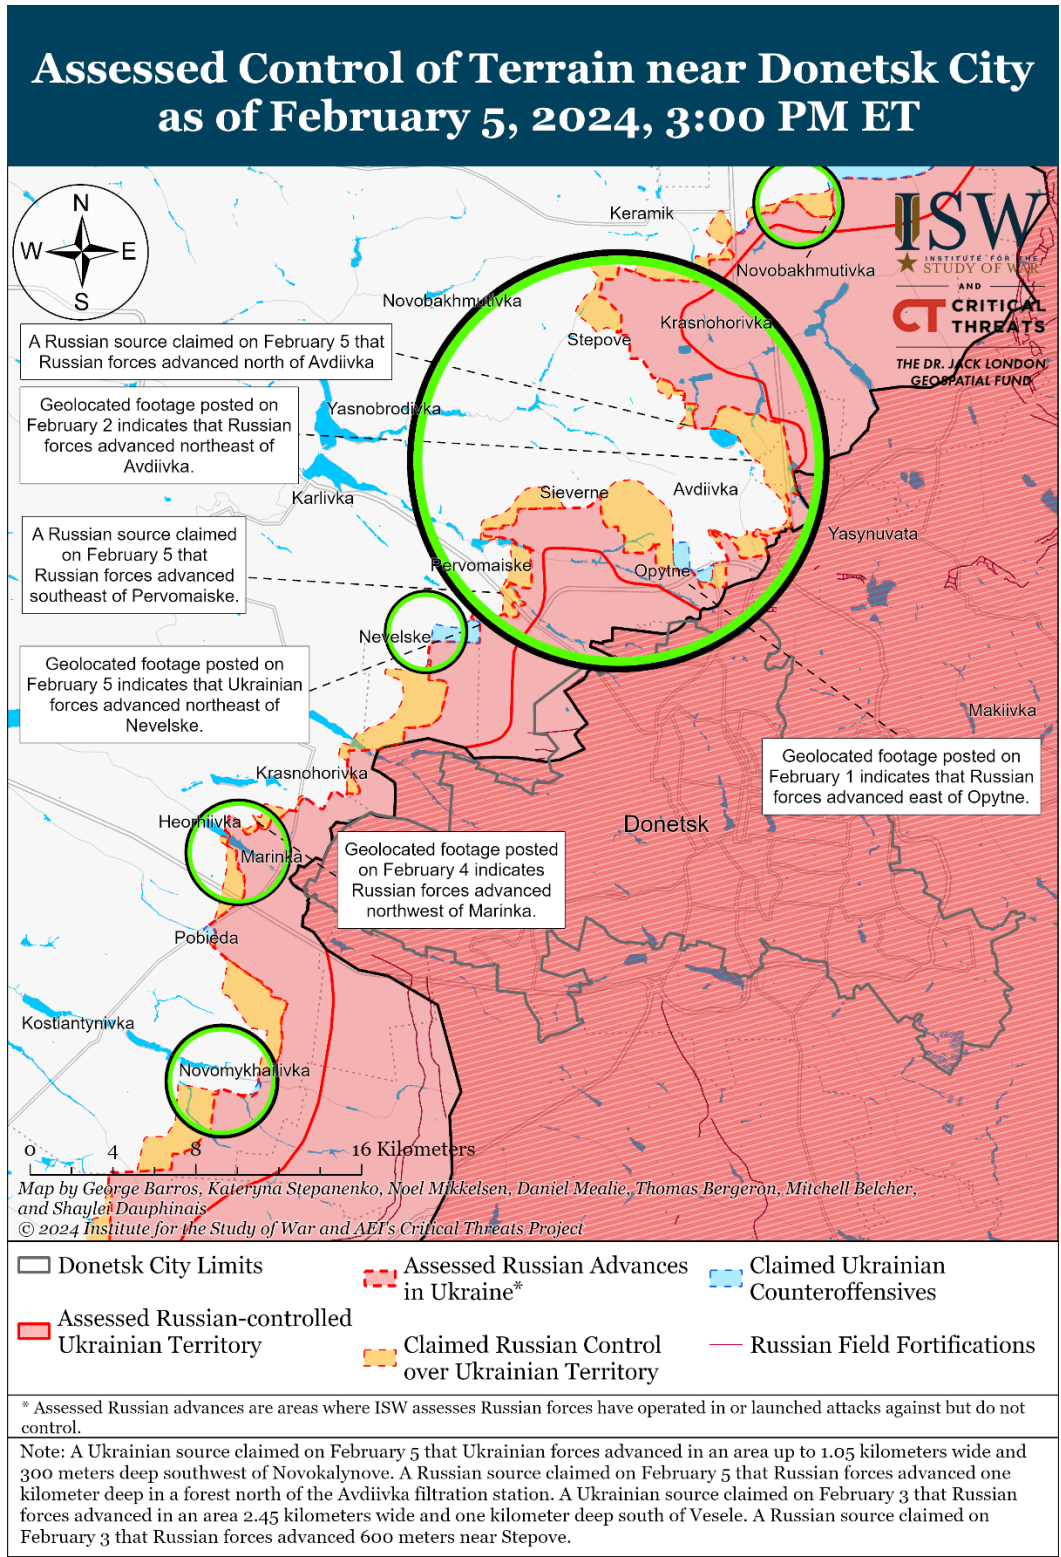 Assessed Control of Terrain near Donetsk City
as of February 5, 2024, 3:00 PM ET
N
W
E
S
Keramik
ISW
INSTITUTE FOR THE
STUDY OF WAR
AND
CT CRITICAL
THREATS
THE DR. JACK LONDON
GEOSPATIAL FUND
Novobakhmutivka
Novobakhmutivka
Krasnohorivka
Stepove
A Russian source claimed on February 5 that
Russian forces advanced north of Avdiivka
Geolocated footage posted on
February 2 indicates that Russian
forces advanced northeast of
Avdiivka.
Yasnobrodivka
Karlivka
Sieverne
Avdiivka
A Russian source claimed
on February 5 that
Russian forces advanced
southeast of Pervomaiske.
Yasynuvata
Pervomaiske
Opytne
Nevelske
Geolocated footage posted on
February 5 indicates that Ukrainian
forces advanced northeast of
Nevelske.
Makiivka
Geolocated footage posted on
February 1 indicates that Russian
forces advanced east of Opytne.
Krasnohorivka
Heorhiivka
Marinka
Donetsk
Geolocated footage posted
on February 4 indicates
Russian forces advanced
northwest of Marinka.
Pobieda
Kostiantynivka
Novomykhailivka
0 4 8 16 Kilometers
Map by George Barros, Kateryna Stepanenko, Noel Mikkelsen, Daniel Mealie, Thomas Bergeron, Mitchell Belcher,
and Shaylei Dauphinais
© 2024 Institute for the Study of War and AEI's Critical Threats Project
Donetsk City Limits
Assessed Russian-controlled
Ukrainian Territory
Assessed Russian Advances
in Ukraine*
Claimed Russian Control
over Ukrainian Territory
Claimed Ukrainian
Counteroffensives
Russian Field Fortifications
* Assessed Russian advances are areas where ISW assesses Russian forces have operated in or launched attacks against but do not
control.
Note: A Ukrainian source claimed on February 5 that Ukrainian forces advanced in an area up to 1.05 kilometers wide and
300 meters deep southwest of Novokalynove. A Russian source claimed on February 5 that Russian forces advanced one
kilometer deep in a forest north of the Avdiivka filtration station. A Ukrainian source claimed on February 3 that Russian
forces advanced in an area 2.45 kilometers wide and one kilometer deep south of Vesele. A Russian source claimed on
February 3 that Russian forces advanced 600 meters near Stepove.